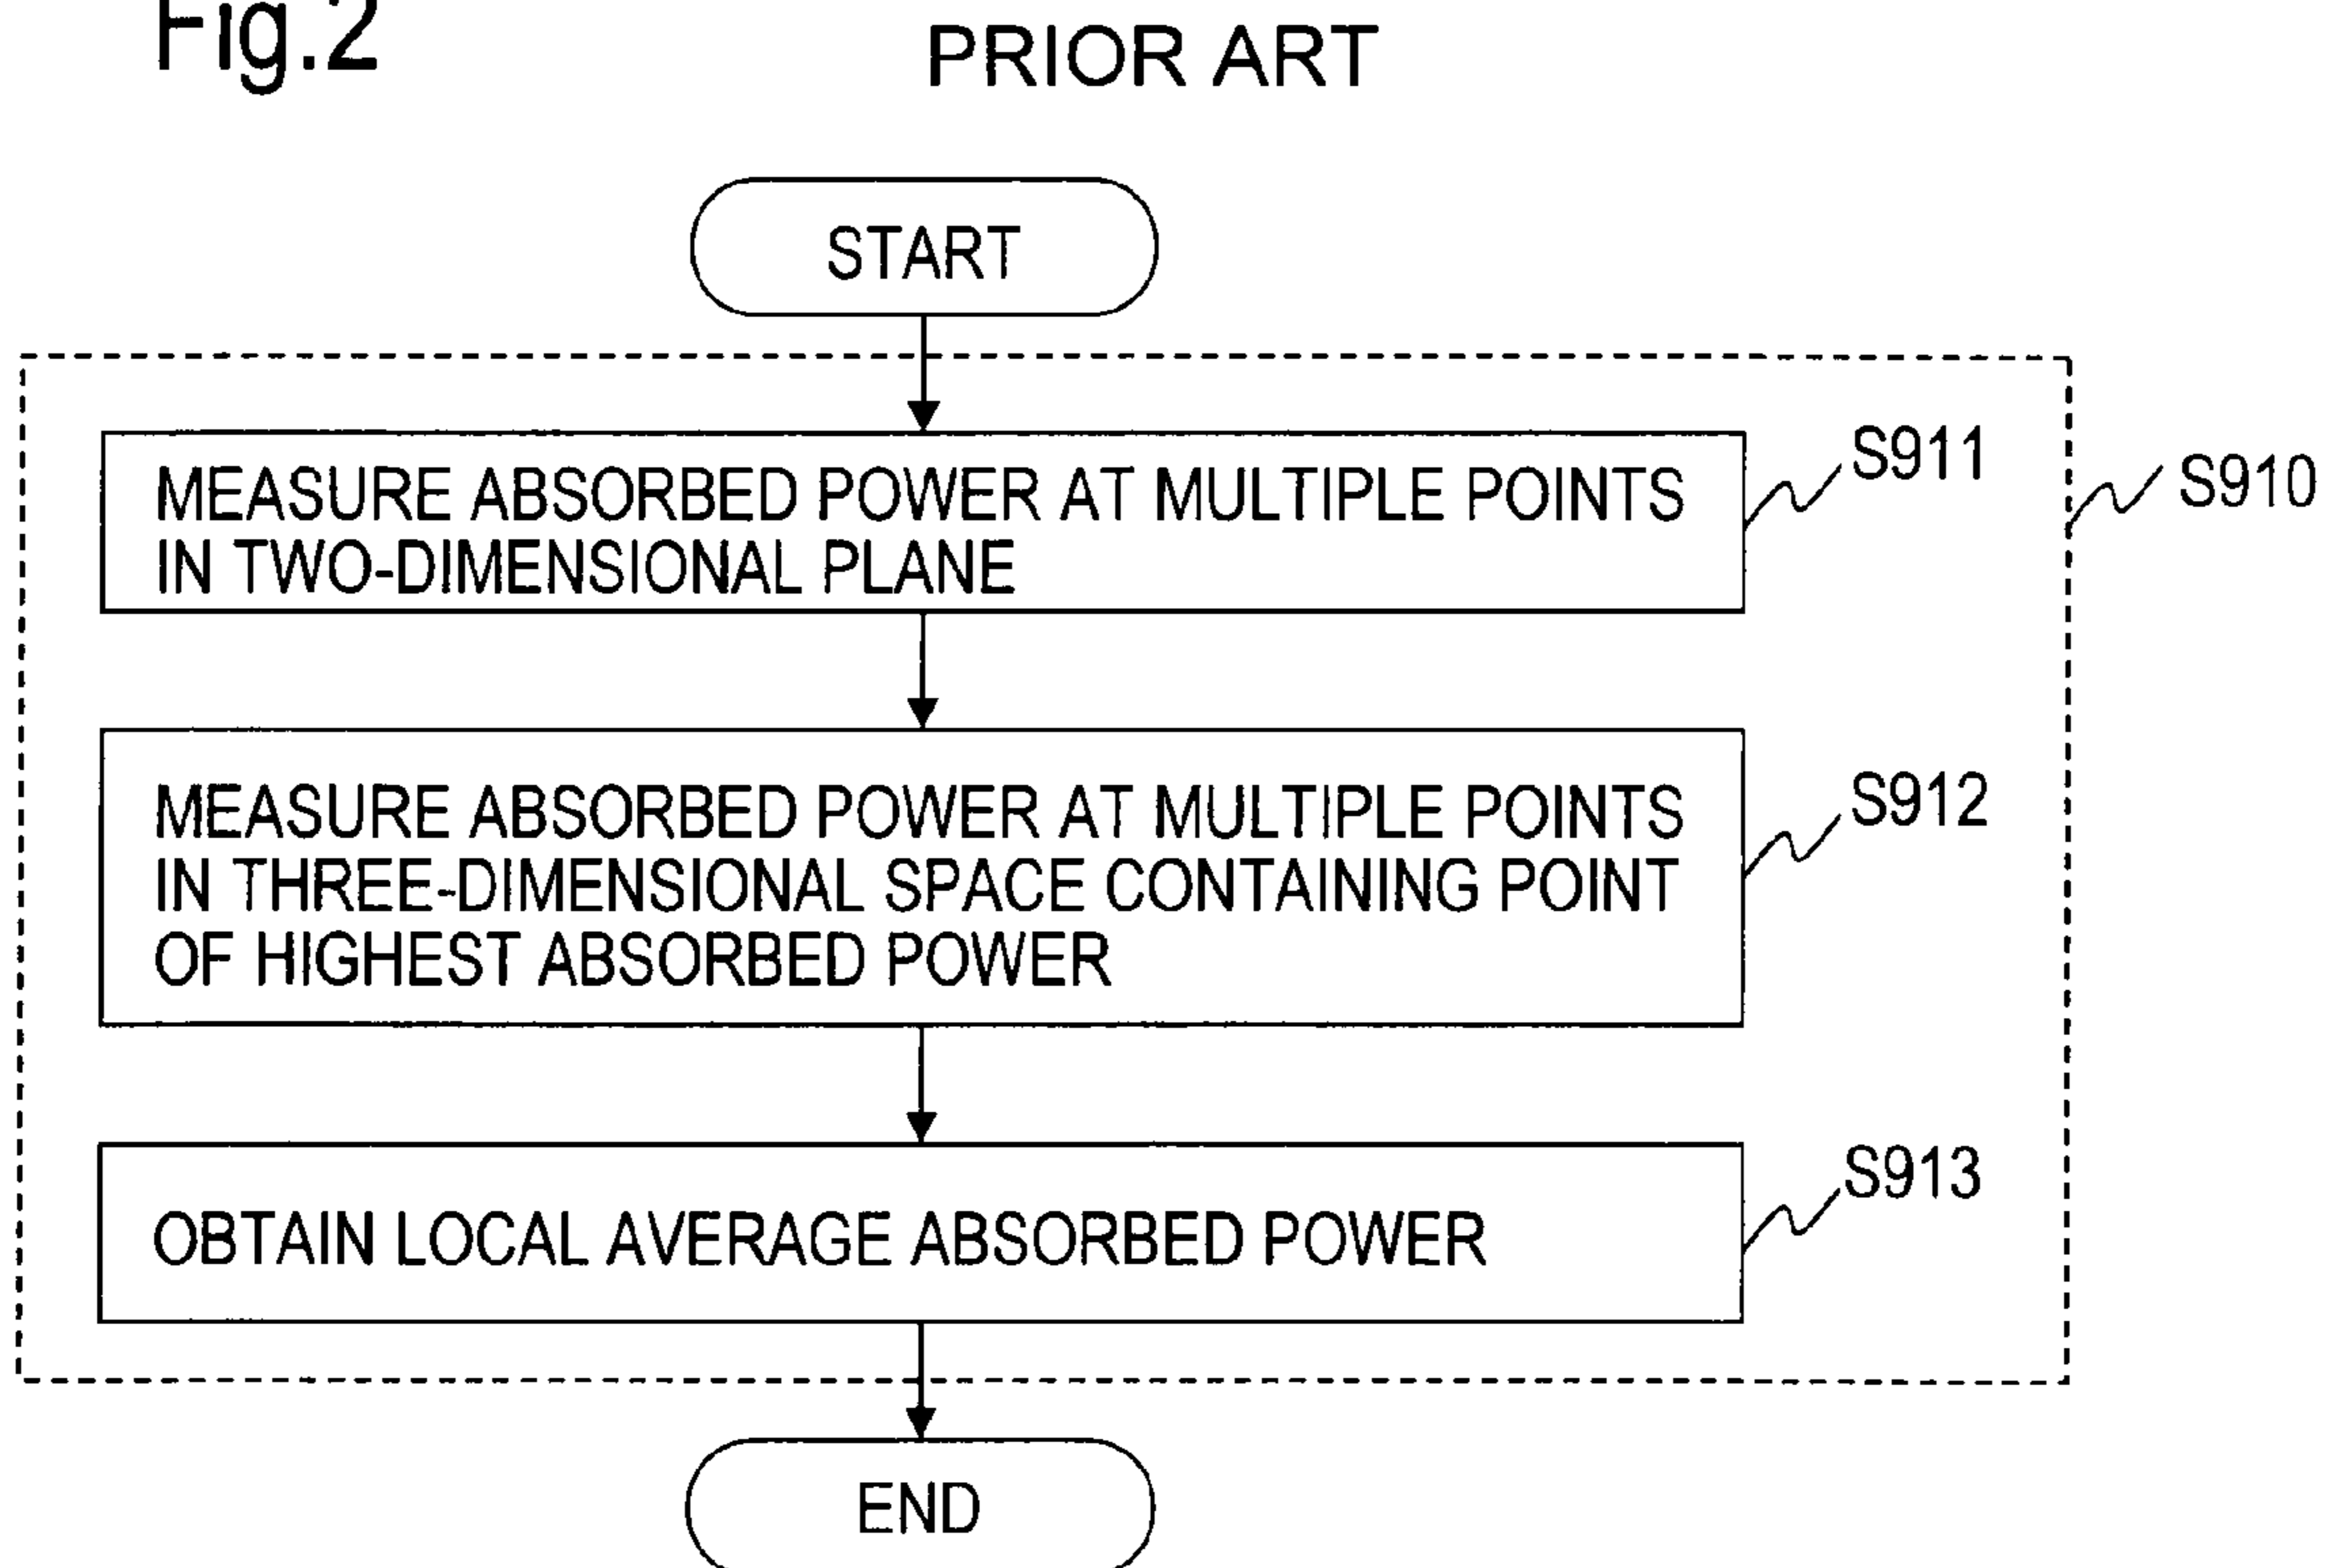 Fig.2
PRIOR ART
START
MEASURE ABSORBED POWER AT MULTIPLE POINTS
IN TWO-DIMENSIONAL PLANE
S911
S910
MEASURE ABSORBED POWER AT MULTIPLE POINTS
IN THREE-DIMENSIONAL SPACE CONTAINING POINT
OF HIGHEST ABSORBED POWER
S912
OBTAIN LOCAL AVERAGE ABSORBED POWER
S913
END